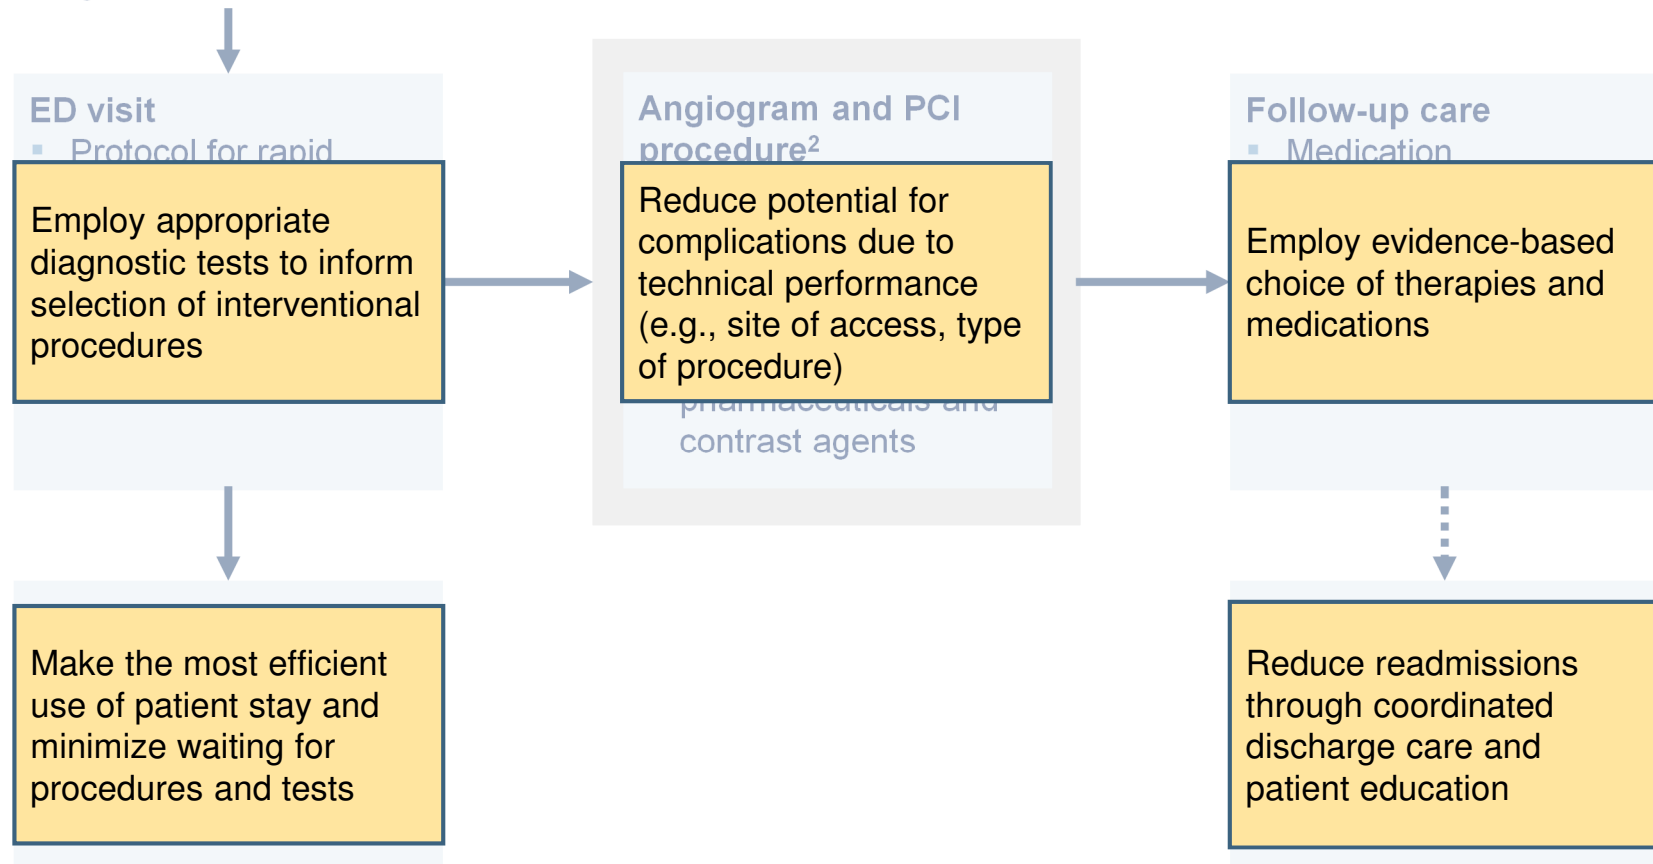 ED visit
▪ Protocol for rapid
Employ appropriate
diagnostic tests to inform
selection of interventional
procedures
Angiogram and PCI
procedure²
Reduce potential for
complications due to
technical performance
(e.g., site of access, type
of procedure)
pharmaceuticals and
contrast agents
Follow-up care
▪ Medication
Employ evidence-based
choice of therapies and
medications
Make the most efficient
use of patient stay and
minimize waiting for
procedures and tests
Reduce readmissions
through coordinated
discharge care and
patient education